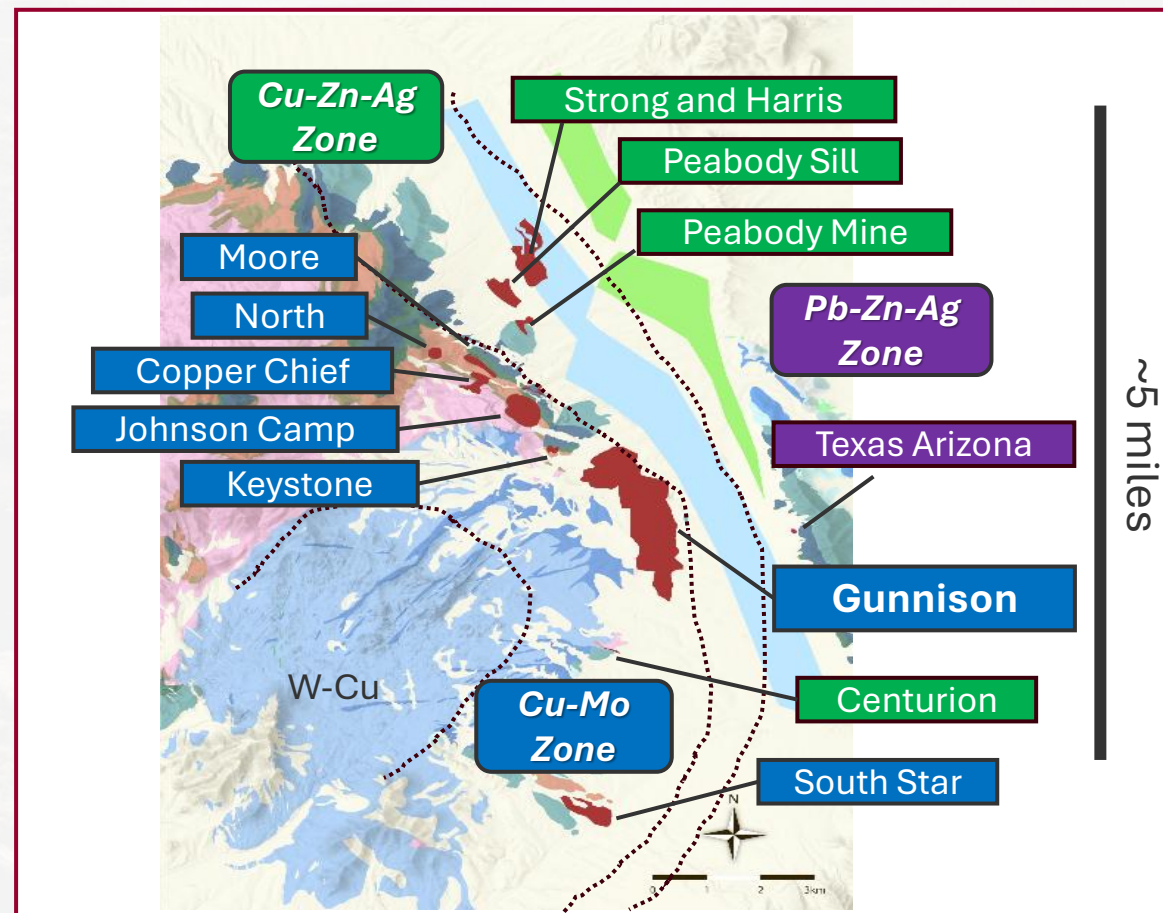 Cu-Zn-Ag
Zone
Strong and Harris
Peabody Sill
Peabody Mine
Moore
North
Copper Chief
Johnson Camp
Keystone
Pb-Zn-Ag
Zone
Texas Arizona
~5 miles
Gunnison
W-Cu
Cu-Mo
Zone
Centurion
South Star
N
0 1 2 3km